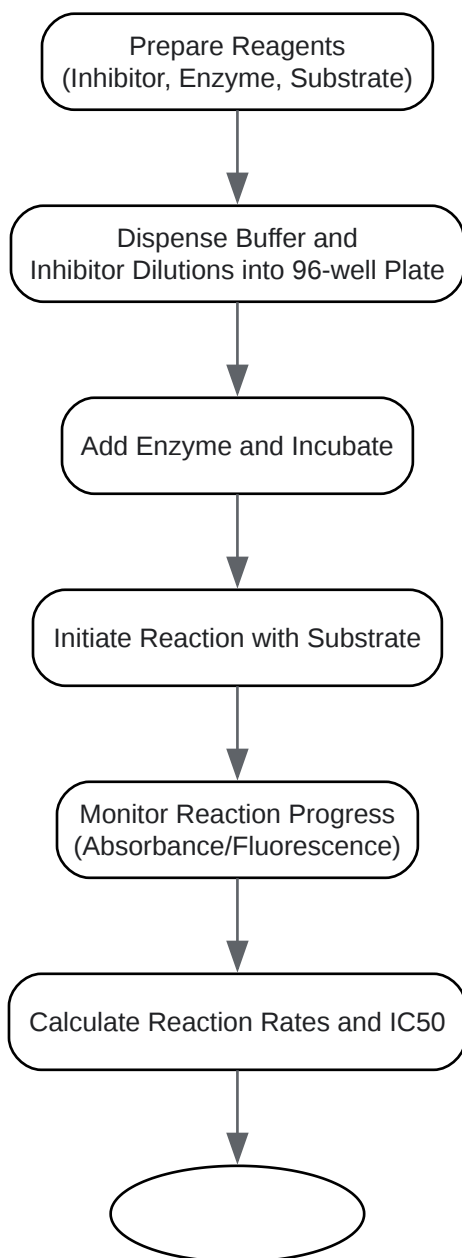 Prepare Reagents
(Inhibitor, Enzyme, Substrate)
Dispense Buffer and
Inhibitor Dilutions into 96-well Plate
Add Enzyme and Incubate
Initiate Reaction with Substrate
Monitor Reaction Progress
(Absorbance/Fluorescence)
Calculate Reaction Rates and IC50